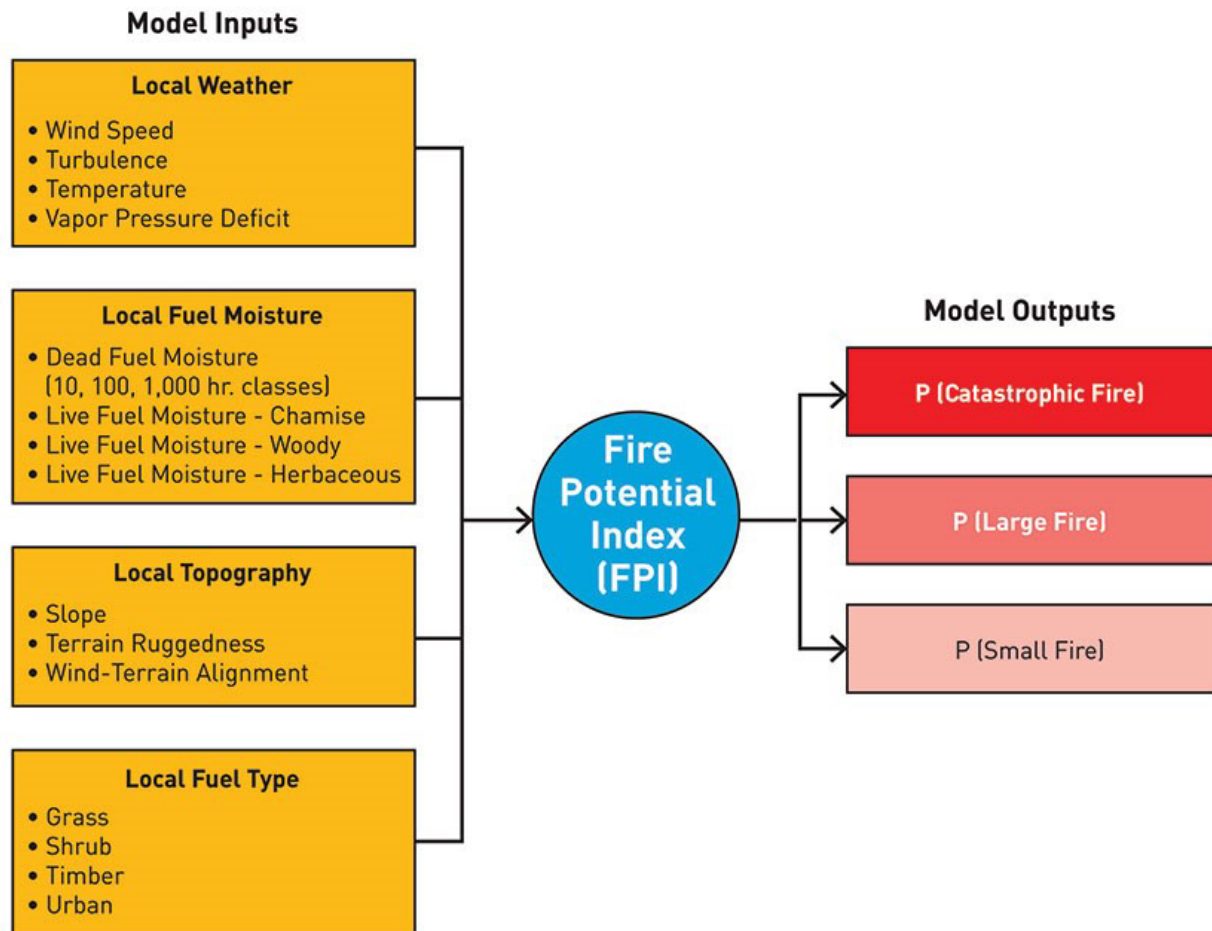 Model Inputs
Local Weather
• Wind Speed
• Turbulence
• Temperature
• Vapor Pressure Deficit
Local Fuel Moisture
• Dead Fuel Moisture
(10, 100, 1,000 hr. classes)
• Live Fuel Moisture - Chamise
• Live Fuel Moisture - Woody
• Live Fuel Moisture - Herbaceous
Local Topography
• Slope
• Terrain Ruggedness
• Wind-Terrain Alignment
Local Fuel Type
• Grass
• Shrub
• Timber
• Urban
Fire
Potential
Index
(FPI)
Model Outputs
P (Catastrophic Fire)
P (Large Fire)
P (Small Fire)